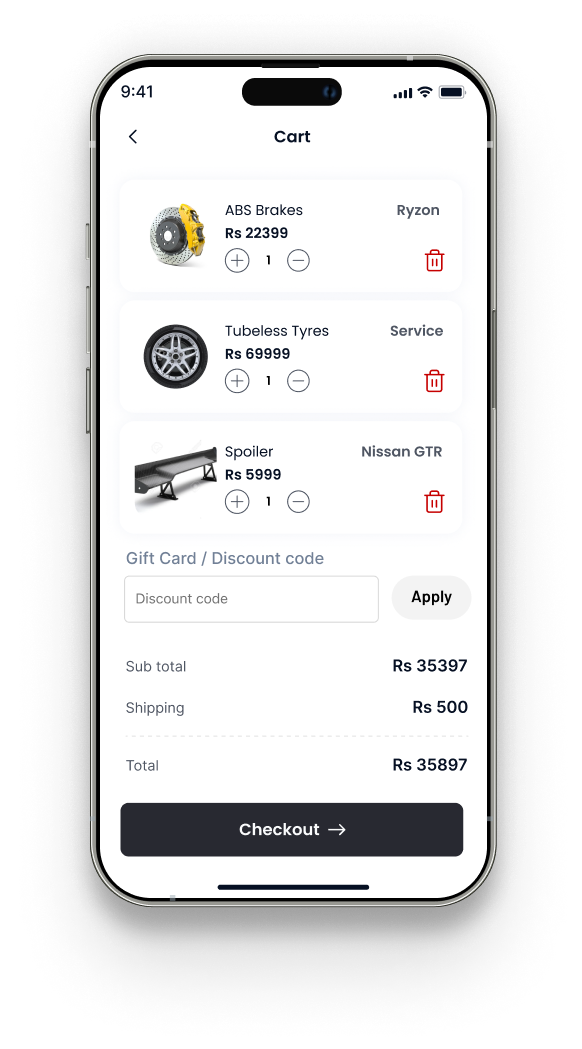 9:41
Cart
ABS Brakes Ryzon
Rs 22399
1
Tubeless Tyres Service
Rs 69999
1
Spoiler Nissan GTR
Rs 5999
1
Gift Card / Discount code
Discount code Apply
Sub total Rs 35397
Shipping Rs 500
Total Rs 35897
Checkout →